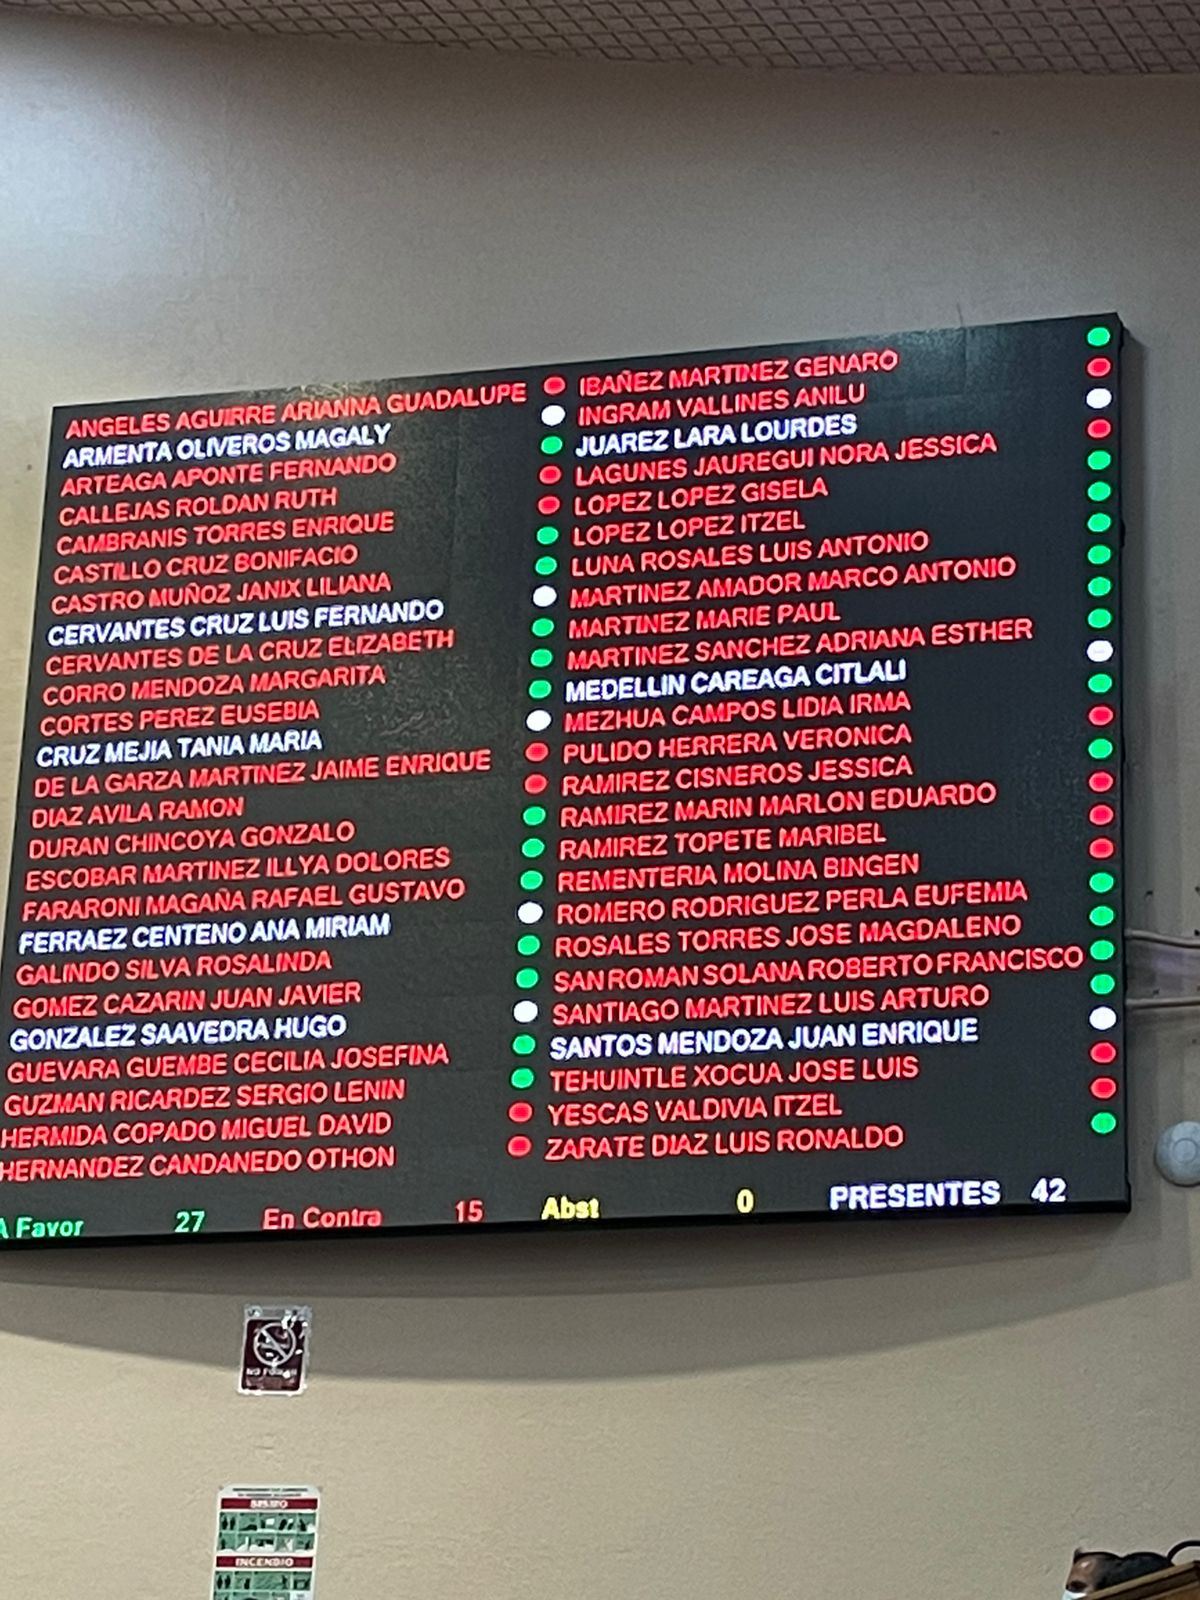 ANGELES AGUIRRE ARIANNA GUADALUPE
ARMENTA OLIVEROS MAGALY
ARTEAGA APONTE FERNANDO
CALLEJAS ROLDAN RUTH
CAMBRANIS TORRES ENRIQUE
CASTILLO CRUZ BONIFACIO
CASTRO MUÑOZ JANIX LILIANA
CERVANTES CRUZ LUIS FERNANDO
CERVANTES DE LA CRUZ ELIZABETH
CORRO MENDOZA MARGARITA
CORTES PEREZ EUSEBIA
CRUZ MEJIA TANIA MARIA
DE LA GARZA MARTINEZ JAIME ENRIQUE
DIAZ AVILA RAMON
DURAN CHINCOYA GONZALO
ESCOBAR MARTINEZ ILLYA DOLORES
FARARONI MAGAÑA RAFAEL GUSTAVO
FERRAEZ CENTENO ANA MIRIAM
GALINDO SILVA ROSALINDA
GOMEZ CAZARIN JUAN JAVIER
GONZALEZ SAAVEDRA HUGO
GUEVARA GUEMBE CECILIA JOSEFINA
GUZMAN RICARDEZ SERGIO LENIN
HERMIDA COPADO MIGUEL DAVID
HERNANDEZ CANDANEDO OTHON
IBAÑEZ MARTINEZ GENARO
INGRAM VALLINES ANILU
JUAREZ LARA LOURDES
LAGUNES JAUREGUI NORA JESSICA
LOPEZ LOPEZ GISELA
LOPEZ LOPEZ ITZEL
LUNA ROSALES LUIS ANTONIO
MARTINEZ AMADOR MARCO ANTONIO
MARTINEZ MARIE PAUL
MARTINEZ SANCHEZ ADRIANA ESTHER
MEDELLIN CAREAGA CITLALI
MEZHUA CAMPOS LIDIA IRMA
PULIDO HERRERA VERONICA
RAMIREZ CISNEROS JESSICA
RAMIREZ MARIN MARLON EDUARDO
RAMIREZ TOPETE MARIBEL
REMENTERIA MOLINA BINGEN
ROMERO RODRIGUEZ PERLA EUFEMIA
ROSALES TORRES JOSE MAGDALENO
SAN ROMAN SOLANA ROBERTO FRANCISCO
SANTIAGO MARTINEZ LUIS ARTURO
SANTOS MENDOZA JUAN ENRIQUE
TEHUINTLE XOCUA JOSE LUIS
YESCAS VALDIVIA ITZEL
ZARATE DIAZ LUIS RONALDO
A Favor 27 En Contra 15 Abst 0 PRESENTES 42
NO FUMAR
SISMO
INCENDIO